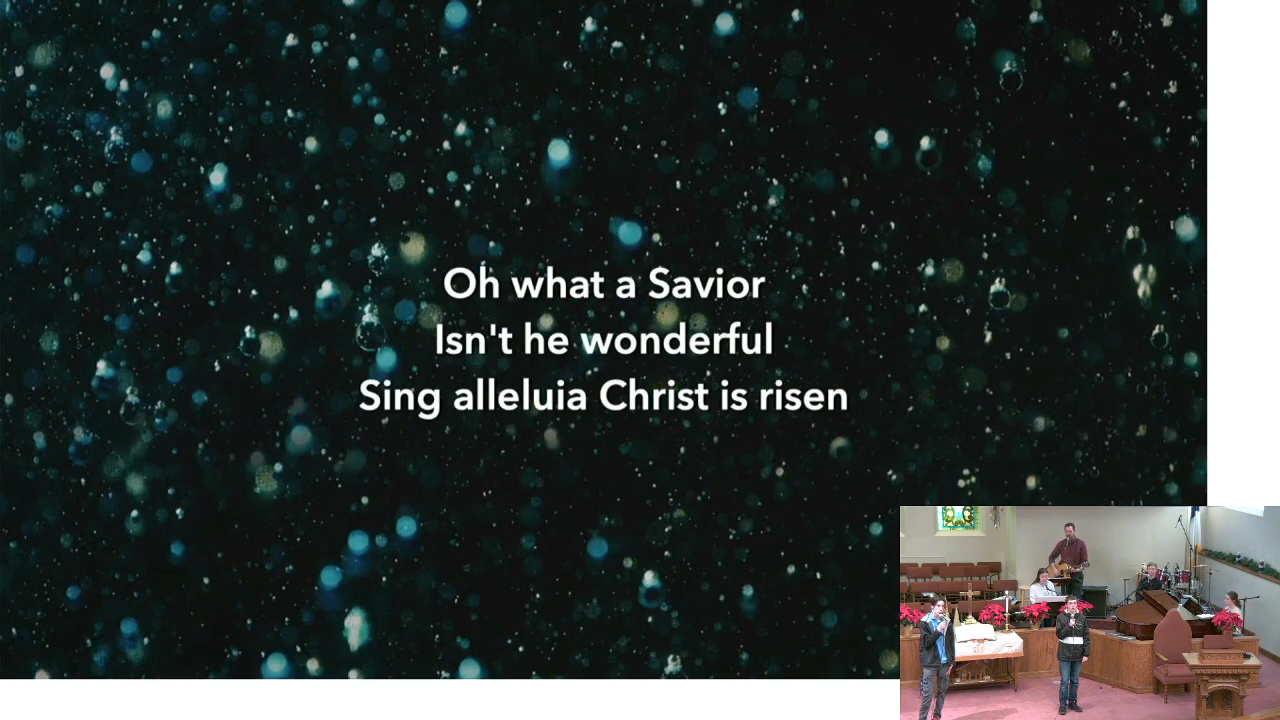 Oh what a Savior
Isn't he wonderful
Sing alleluia Christ is risen